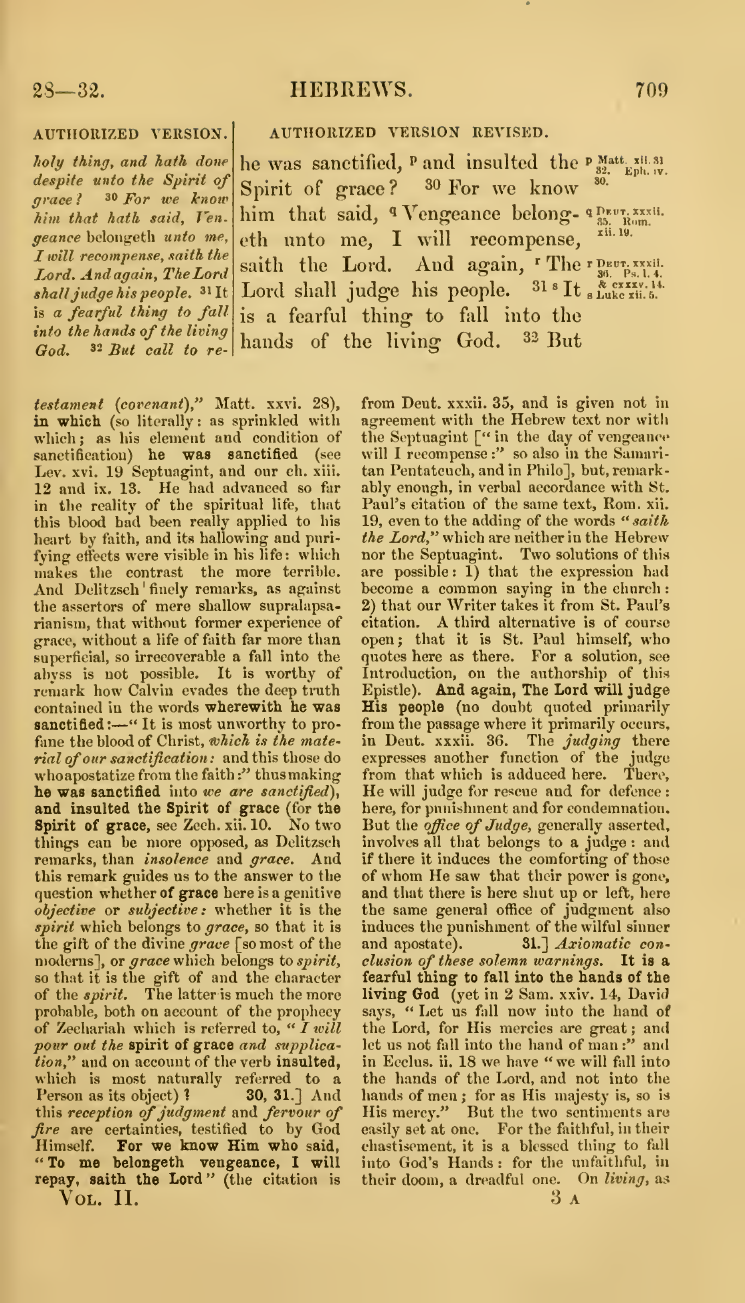 28—32.
HEBREWS.
709
AUTHORIZED VERSION.
holy thing, and hath done
despite unto the Spirit of
grace? 30 For we know
him that hath said, Ven-
geance belongeth unto me,
I will recompense, saith the
Lord. And again, The Lord
shall judge his people. 31 It
is a fearful thing to fall
into the hands of the living
God. 32 But call to re-
AUTHORIZED VERSION REVISED.
he was sanctified, p and insulted the
Spirit of grace? 30 For we know
him that said, q Vengeance belong-
eth unto me, I will recompense,
saith the Lord. And again, r The
Lord shall judge his people. 31 s It
is a fearful thing to fall into the
hands of the living God. 32 But
p Matt. xii. 31
32. Eph. iv.
30.
q Deut. xxxii.
35. Rom.
xii. 19.
r Deut. xxxii.
36. Ps. l. 4.
& cxxxv. 14.
s Luke xii. 5.
testament (covenant),” Matt. xxvi. 28),
in which (so literally: as sprinkled with
which; as his element and condition of
sanctification) he was sanctified (see
Lev. xvi. 19 Septuagint, and our ch. xiii.
12 and ix. 13. He had advanced so far
in the reality of the spiritual life, that
this blood had been really applied to his
heart by faith, and its hallowing and puri-
fying effects were visible in his life: which
makes the contrast the more terrible.
And Delitzsch finely remarks, as against
the assertors of mere shallow supralapsa-
rianism, that without former experience of
grace, without a life of faith far more than
superficial, so irrecoverable a fall into the
abyss is not possible. It is worthy of
remark how Calvin evades the deep truth
contained in the words wherewith he was
sanctified:—“It is most unworthy to pro-
fane the blood of Christ, which is the mate-
rial of our sanctification: and this those do
who apostatize from the faith:” thus making
he was sanctified into we are sanctified),
and insulted the Spirit of grace (for the
Spirit of grace, see Zech. xii. 10. No two
things can be more opposed, as Delitzsch
remarks, than insolence and grace. And
this remark guides us to the answer to the
question whether of grace here is a genitive
objective or subjective: whether it is the
spirit which belongs to grace, so that it is
the gift of the divine grace [so most of the
moderns], or grace which belongs to spirit,
so that it is the gift of and the character
of the spirit. The latter is much the more
probable, both on account of the prophecy
of Zechariah which is referred to, “I will
pour out the spirit of grace and supplica-
tion,” and on account of the verb insulted,
which is most naturally referred to a
Person as its object)? 30, 31.] And
this reception of judgment and fervour of
fire are certainties, testified to by God
Himself. For we know Him who said,
“To me belongeth vengeance, I will
repay, saith the Lord” (the citation is
from Deut. xxxii. 35, and is given not in
agreement with the Hebrew text nor with
the Septuagint [“in the day of vengeance
will I recompense:” so also in the Samari-
tan Pentateuch, and in Philo], but, remark-
ably enough, in verbal accordance with St.
Paul's citation of the same text, Rom. xii.
19, even to the adding of the words “saith
the Lord,” which are neither in the Hebrew
nor the Septuagint. Two solutions of this
are possible: 1) that the expression had
become a common saying in the church:
2) that our Writer takes it from St. Paul's
citation. A third alternative is of course
open; that it is St. Paul himself, who
quotes here as there. For a solution, see
Introduction, on the authorship of this
Epistle). And again, The Lord will judge
His people (no doubt quoted primarily
from the passage where it primarily occurs,
in Deut. xxxii. 36. The judging there
expresses another function of the judge
from that which is adduced here. There,
He will judge for rescue and for defence:
here, for punishment and for condemnation.
But the office of Judge, generally asserted,
involves all that belongs to a judge: and
if there it induces the comforting of those
of whom He saw that their power is gone,
and that there is here shut up or left, here
the same general office of judgment also
induces the punishment of the wilful sinner
and apostate). 31.] Axiomatic con-
clusion of these solemn warnings. It is a
fearful thing to fall into the hands of the
living God (yet in 2 Sam. xxiv. 14, David
says, “Let us fall now into the hand of
the Lord, for His mercies are great; and
let us not fall into the hand of man:” and
in Ecclus. ii. 18 we have “we will fall into
the hands of the Lord, and not into the
hands of men; for as His majesty is, so is
His mercy.” But the two sentiments are
easily set at one. For the faithful, in their
chastisement, it is a blessed thing to fall
into God's Hands: for the unfaithful, in
their doom, a dreadful one. On living, as
VOL. II.
3 A